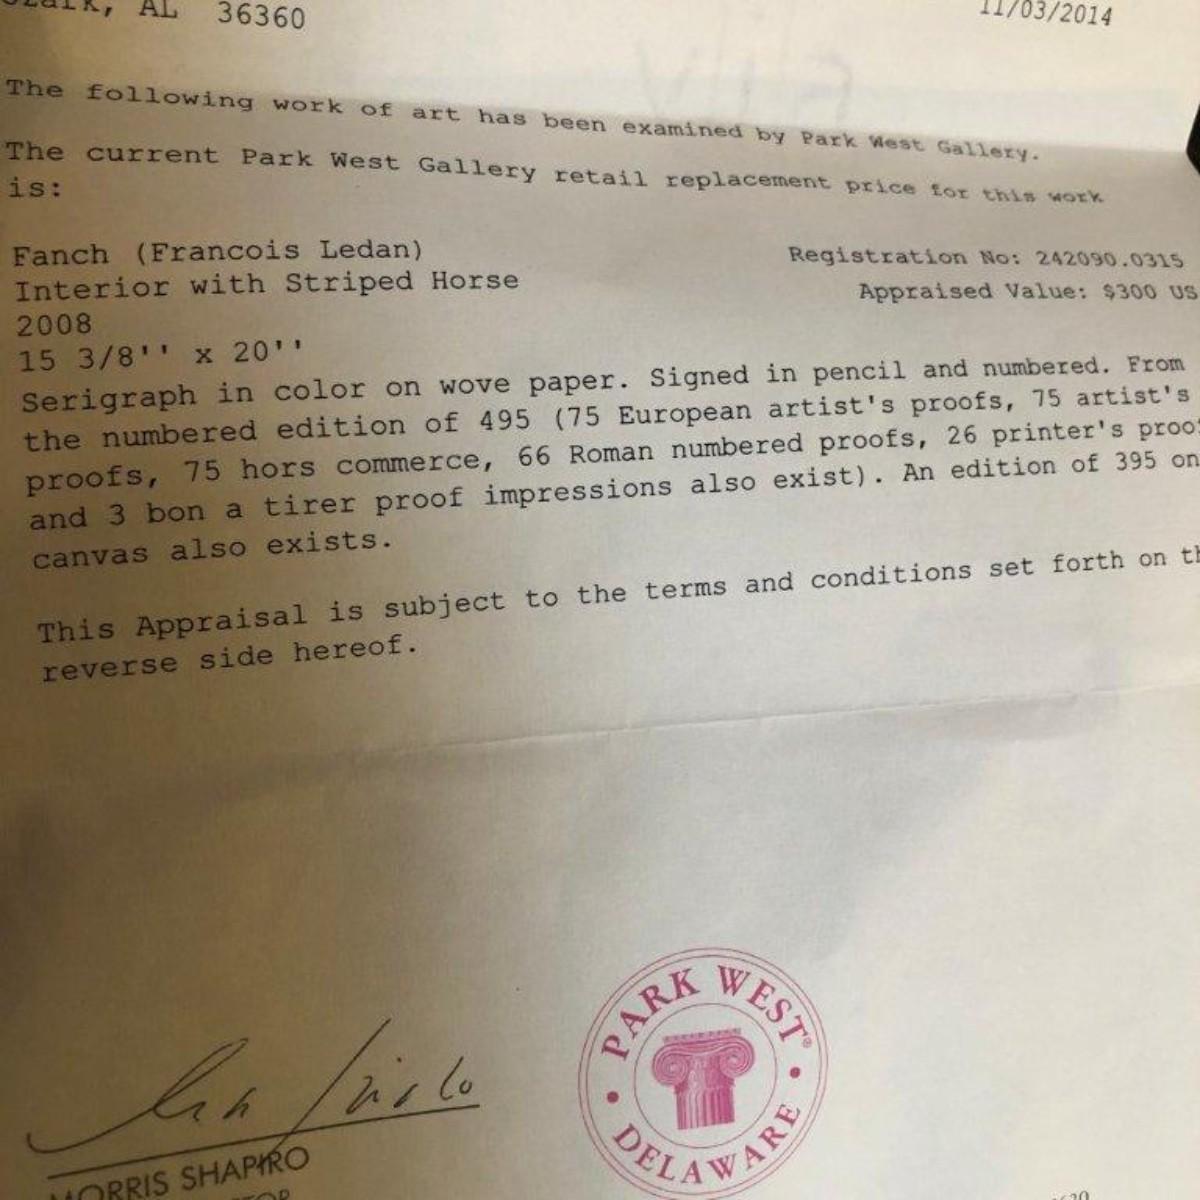 AL 36360
11/03/2014
The following work of art has been examined by Park West Gallery.
The current Park West Gallery retail replacement price for this work
is:
Fanch (Francois Ledan)
Registration No: 242090.0315
Interior with Striped Horse
Appraised Value: $300 US
2008
15 3/8'' x 20''
Serigraph in color on wove paper. Signed in pencil and numbered. From
the numbered edition of 495 (75 European artist's proofs, 75 artist's
proofs, 75 hors commerce, 66 Roman numbered proofs, 26 printer's
and 3 bon a tirer proof impressions also exist). An edition of 395 on
canvas also exists.
This Appraisal is subject to the terms and conditions set forth on
reverse side hereof.
PARK WEST®
DELAWARE
MORRIS SHAPIRO